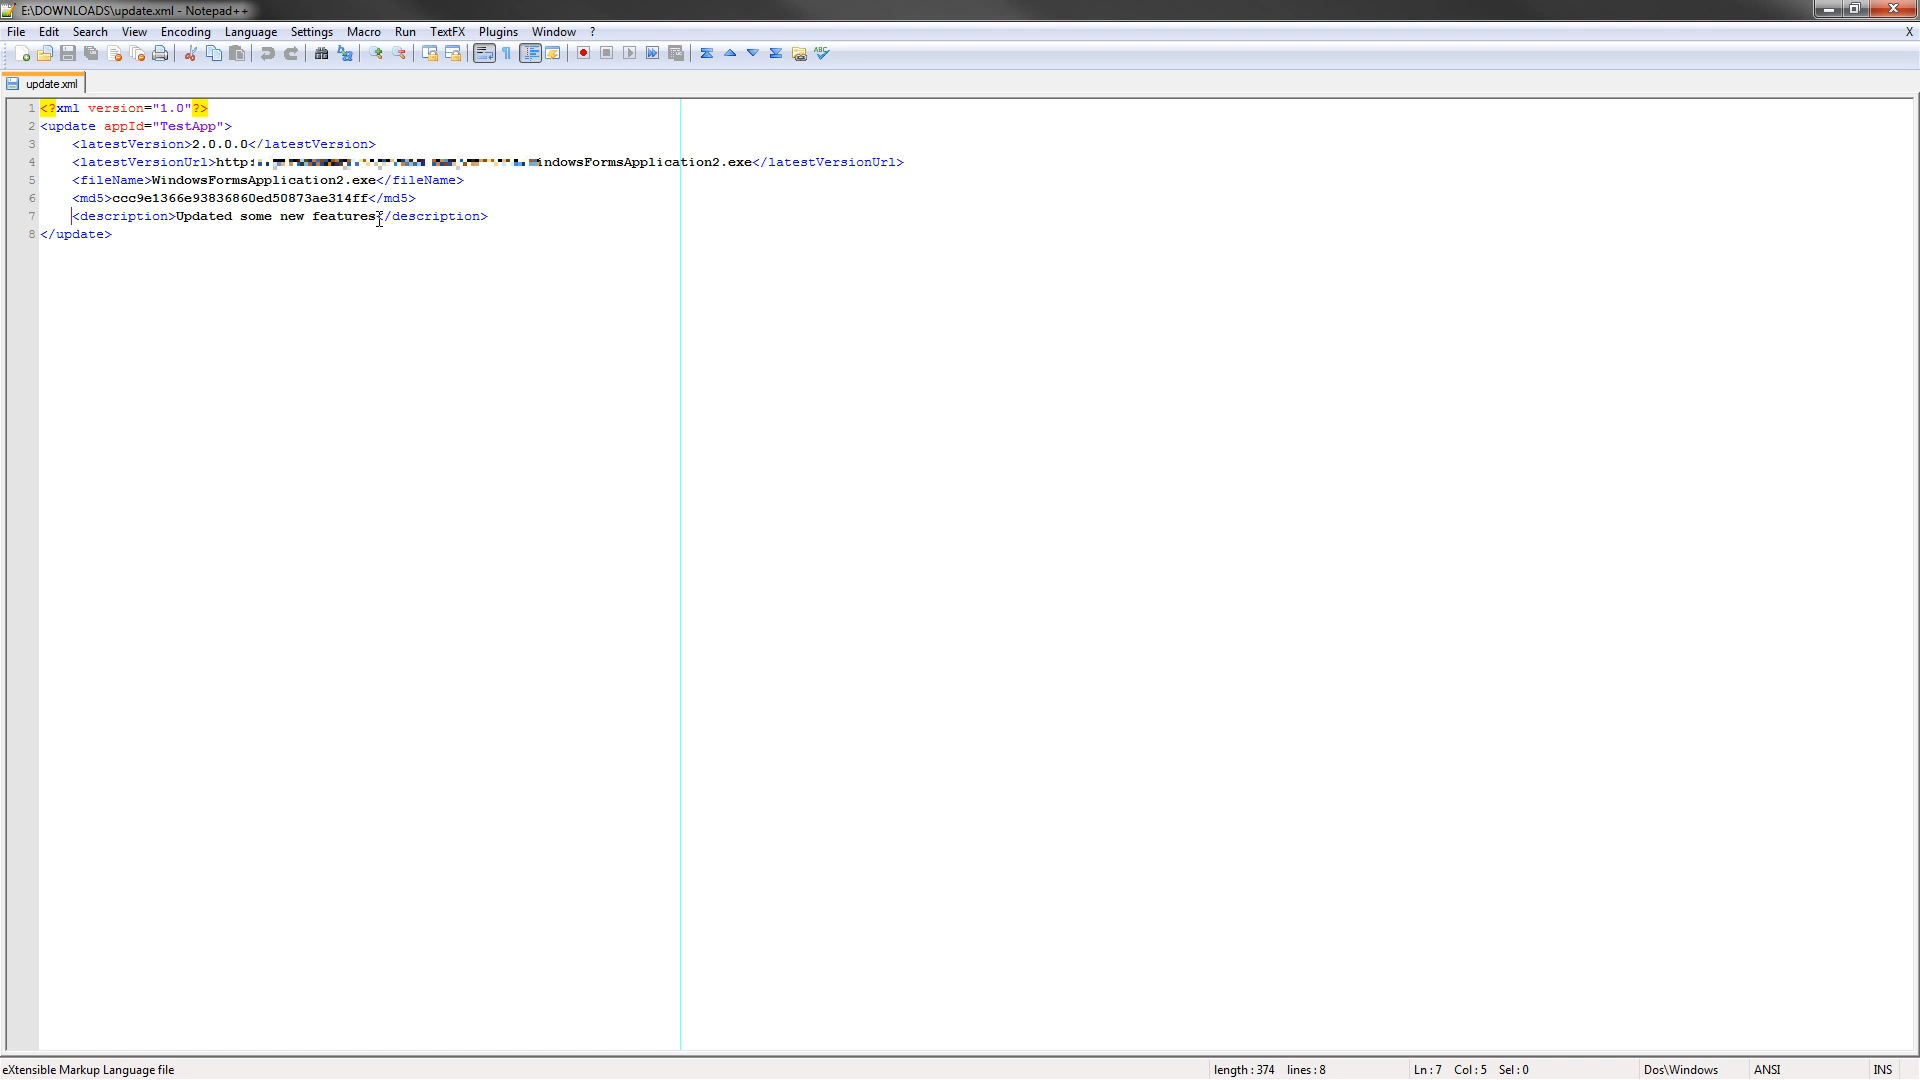 E:\DOWNLOADS\update.xml - Notepad++
File Edit Search View Encoding Language Settings Macro Run TextFX Plugins Window ? X
update.xml
1 <?xml version="1.0"?>
2 <update appId="TestApp">
3 <latestVersion>2.0.0.0</latestVersion>
4 <latestVersionUrl>http: indowsFormsApplication2.exe</latestVersionUrl>
5 <fileName>WindowsFormsApplication2.exe</fileName>
6 <md5>ccc9e1366e93836860ed50873ae314ff</md5>
7 <description>Updated some new features</description>
8 </update>
eXtensible Markup Language file length : 374 lines : 8 Ln : 7 Col : 5 Sel : 0 Dos\Windows ANSI INS